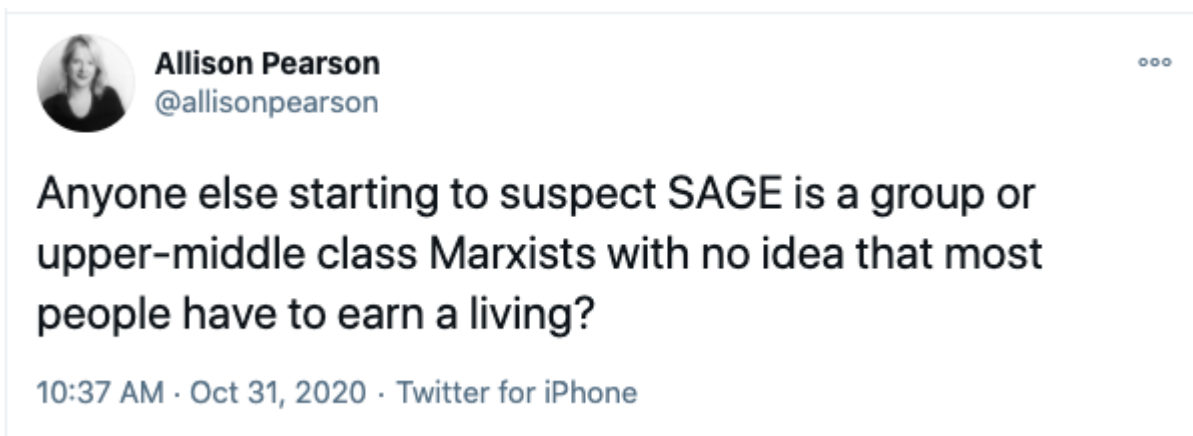 Allison Pearson
@allisonpearson
Anyone else starting to suspect SAGE is a group or
upper-middle class Marxists with no idea that most
people have to earn a living?
10:37 AM · Oct 31, 2020 · Twitter for iPhone